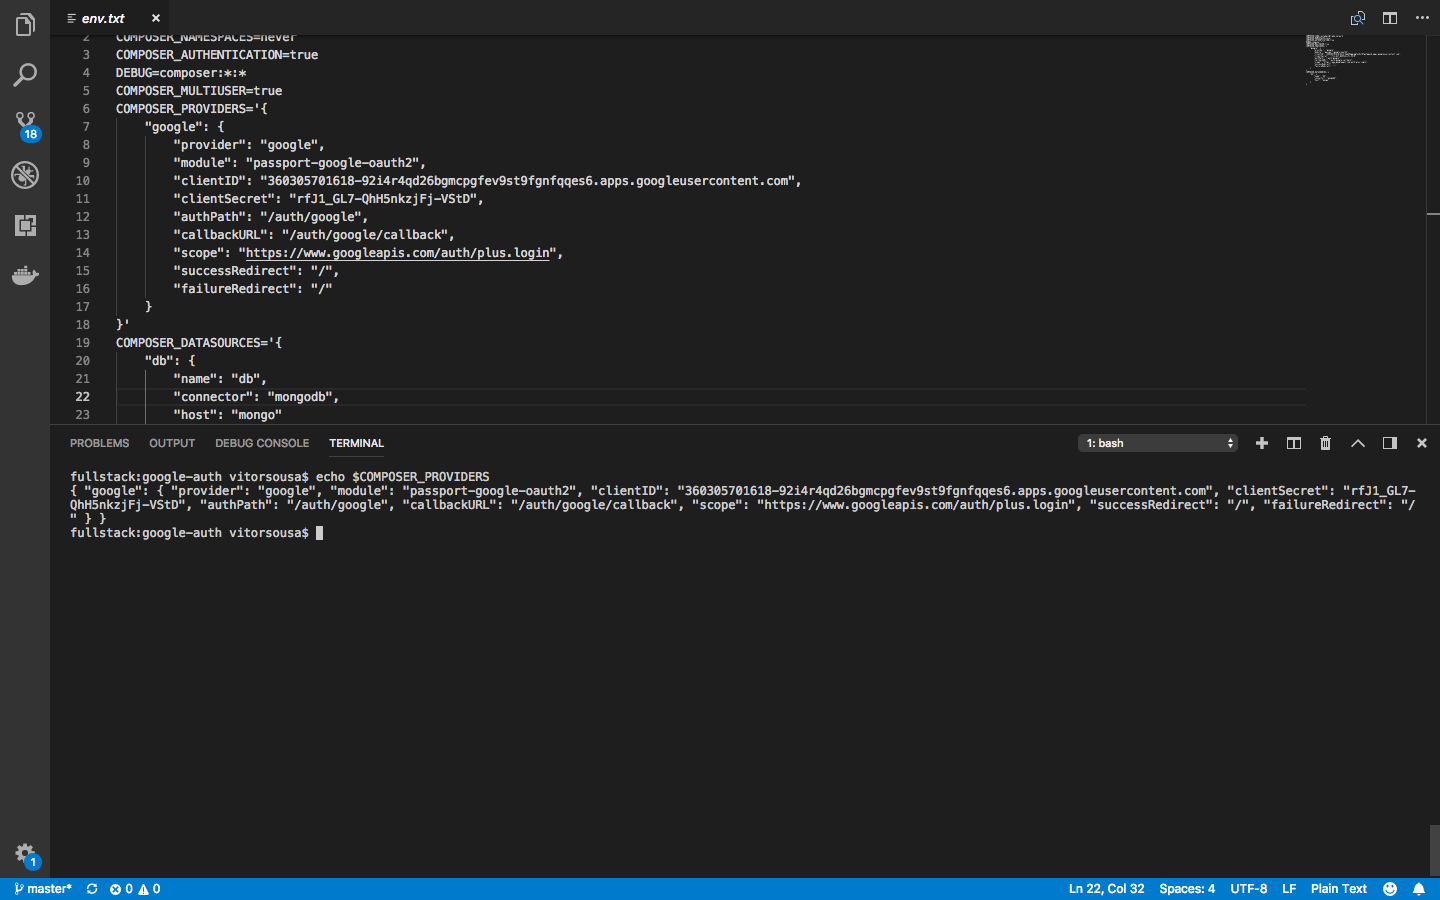 env.txt
2 COMPOSER_NAMESPACES=never
3 COMPOSER_AUTHENTICATION=true
4 DEBUG=composer:*:*
5 COMPOSER_MULTIUSER=true
6 COMPOSER_PROVIDERS='{
7 "google": {
8 "provider": "google",
9 "module": "passport-google-oauth2",
10 "clientID": "360305701618-92i4r4qd26bgmcpgfev9st9fgnfqqes6.apps.googleusercontent.com",
11 "clientSecret": "rfJ1_GL7-QhH5nkzjFj-VStD",
12 "authPath": "/auth/google",
13 "callbackURL": "/auth/google/callback",
14 "scope": "https://www.googleapis.com/auth/plus.login",
15 "successRedirect": "/",
16 "failureRedirect": "/"
17 }
18 }'
19 COMPOSER_DATASOURCES='{
20 "db": {
21 "name": "db",
22 "connector": "mongodb",
23 "host": "mongo"
18
PROBLEMS OUTPUT DEBUG CONSOLE TERMINAL 1: bash
fullstack:google-auth vitorsousa$ echo $COMPOSER_PROVIDERS
{ "google": { "provider": "google", "module": "passport-google-oauth2", "clientID": "360305701618-92i4r4qd26bgmcpgfev9st9fgnfqqes6.apps.googleusercontent.com", "clientSecret": "rfJ1_GL7-
QhH5nkzjFj-VStD", "authPath": "/auth/google", "callbackURL": "/auth/google/callback", "scope": "https://www.googleapis.com/auth/plus.login", "successRedirect": "/", "failureRedirect": "/
" } }
fullstack:google-auth vitorsousa$
1
master* 0 0 Ln 22, Col 32 Spaces: 4 UTF-8 LF Plain Text